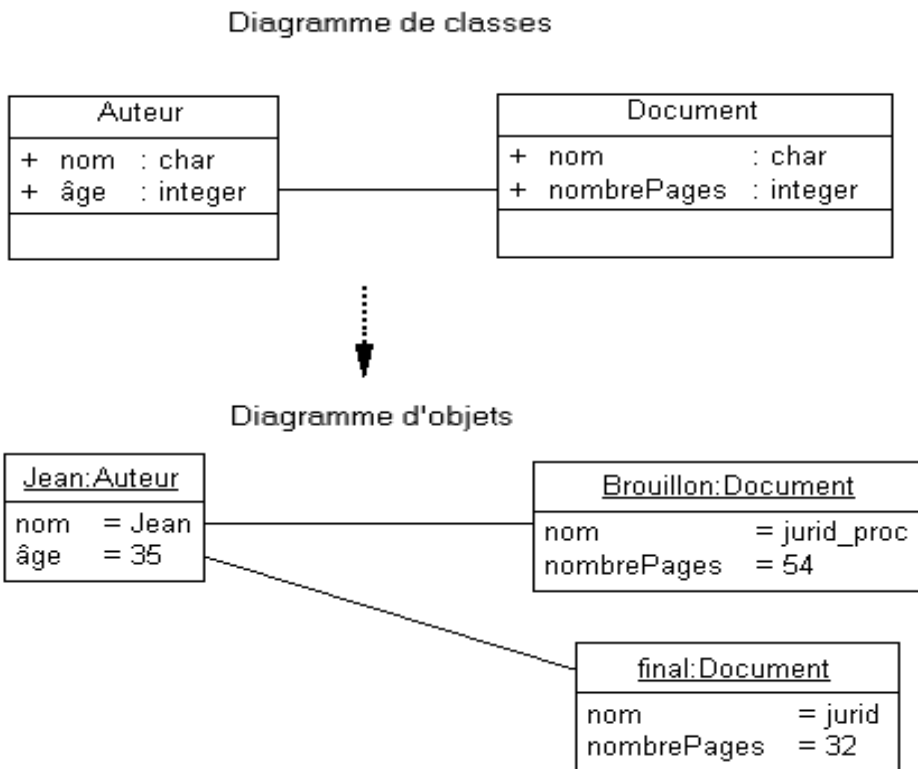 Diagramme de classes
Auteur
+ nom : char
+ âge : integer
Document
+ nom : char
+ nombrePages : integer
Diagramme d'objets
Jean:Auteur
nom = Jean
âge = 35
Brouillon:Document
nom = jurid_proc
nombrePages = 54
final:Document
nom = jurid
nombrePages = 32